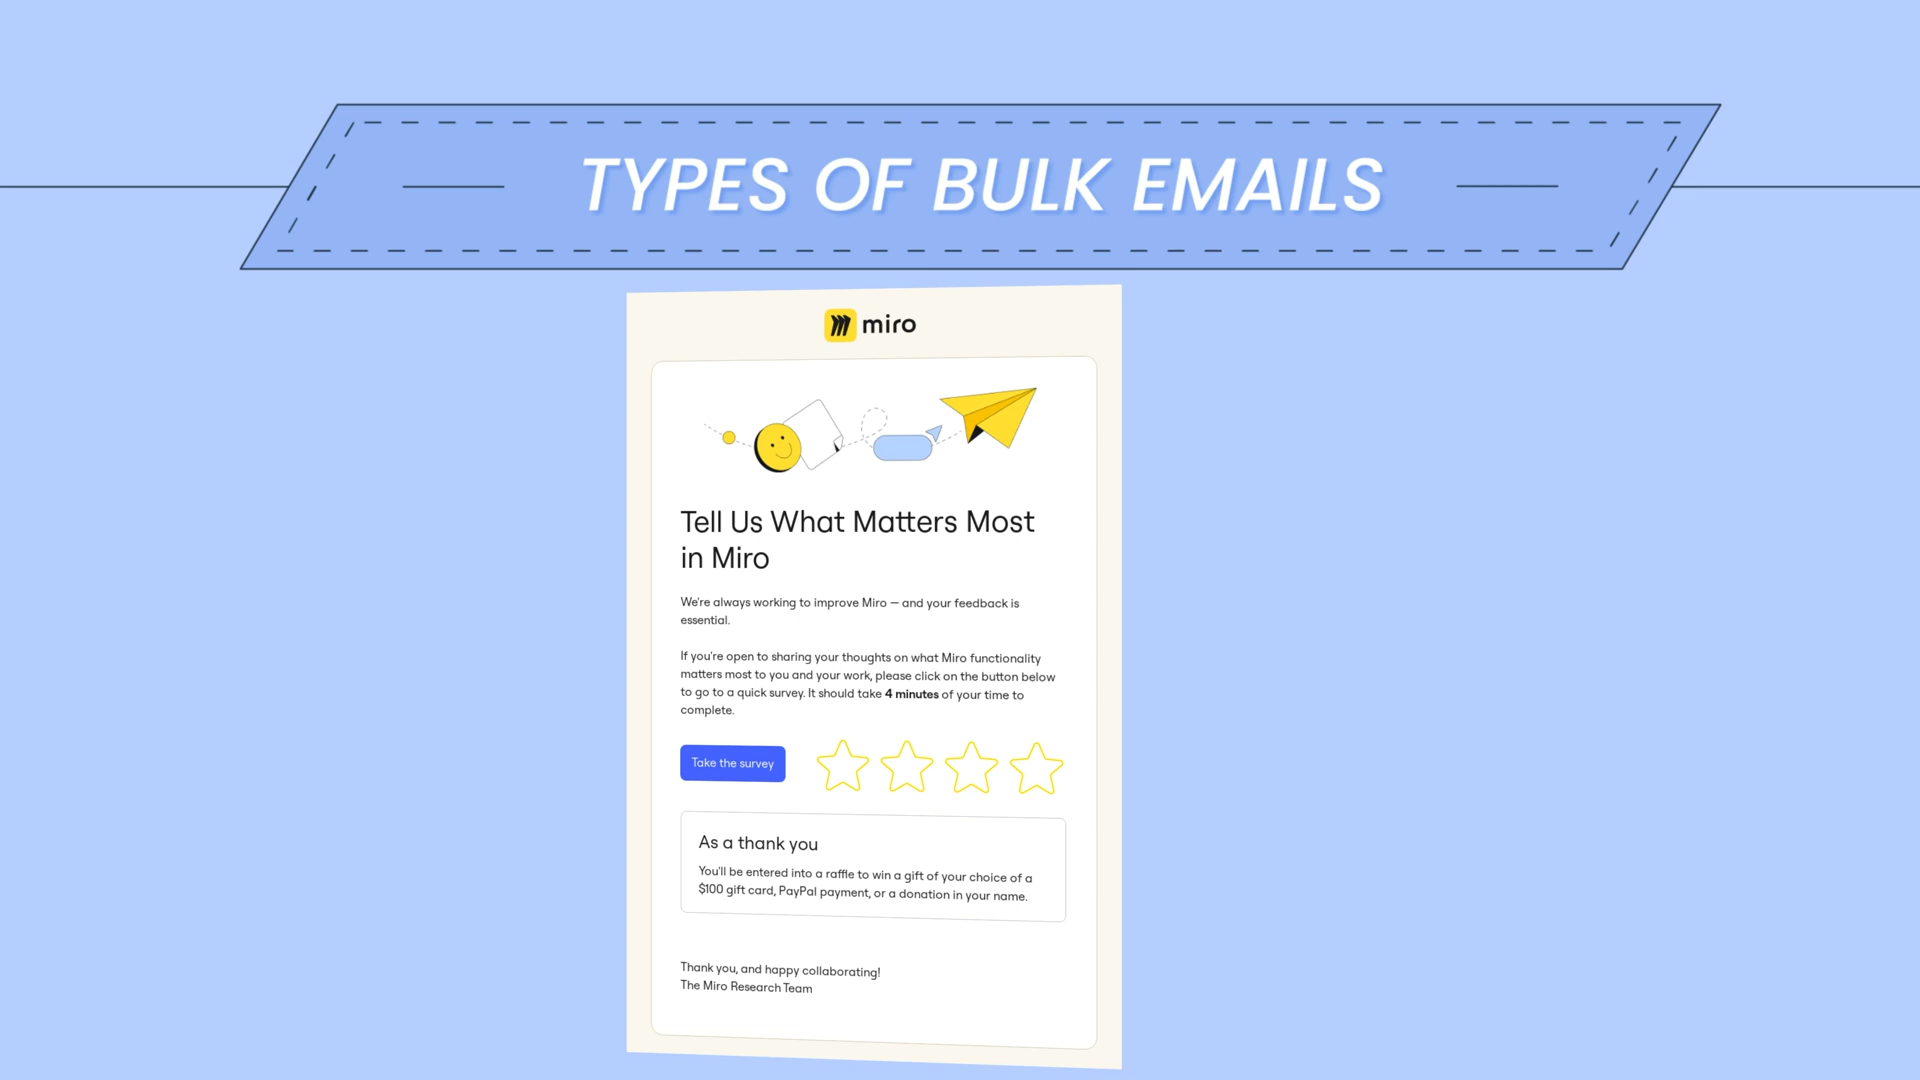 TYPES OF BULK EMAILS
miro
Tell Us What Matters Most
in Miro
We're always working to improve Miro — and your feedback is
essential.
If you're open to sharing your thoughts on what Miro functionality
matters most to you and your work, please click on the button below
to go to a quick survey. It should take 4 minutes of your time to
complete.
Take the survey
As a thank you
You'll be entered into a raffle to win a gift of your choice of a
$100 gift card, PayPal payment, or a donation in your name.
Thank you, and happy collaborating!
The Miro Research Team